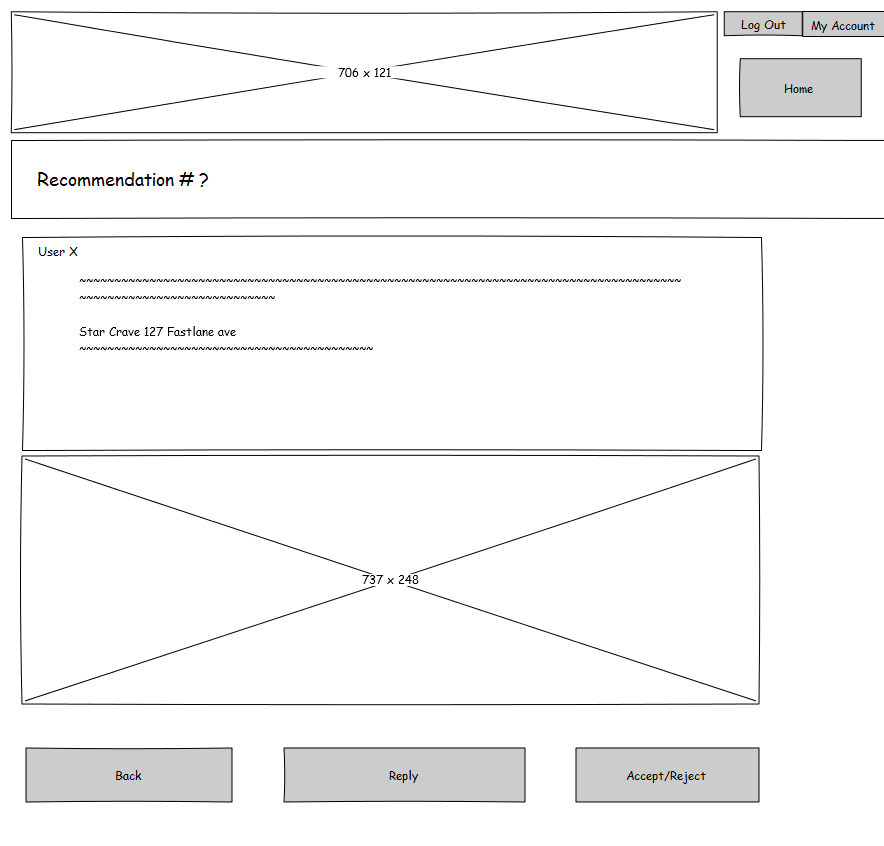 Log Out
My Account
706 x 121
Home
Recommendation # ?
User X
~~~~~~~~~~~~~~~~~~~~~~~~~~~~~~~~~~~~~~~~~~~~~~~~~~~~~~~~~~~~~~~~~~~~~~~~~~~~~~~~~~~~~~
~~~~~~~~~~~~~~~~~~~~~~~~~~~~
Star Crave 127 Fastlane ave
~~~~~~~~~~~~~~~~~~~~~~~~~~~~~~~~~~~~~~~~~~
737 x 248
Back
Reply
Accept/Reject